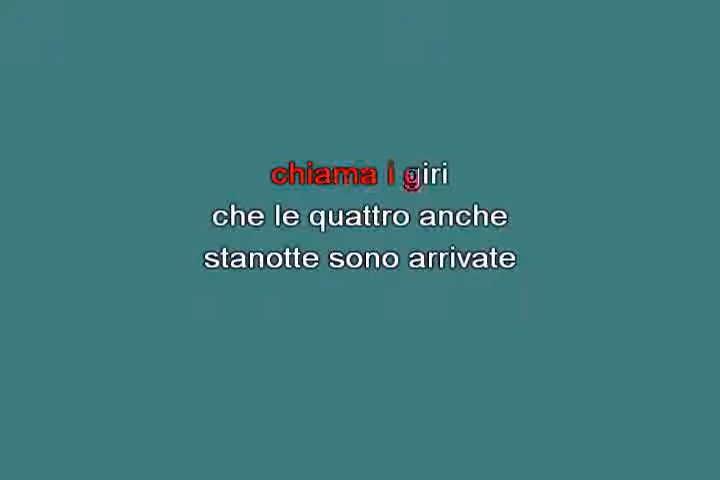 chiama i giri
che le quattro anche
stanotte sono arrivate